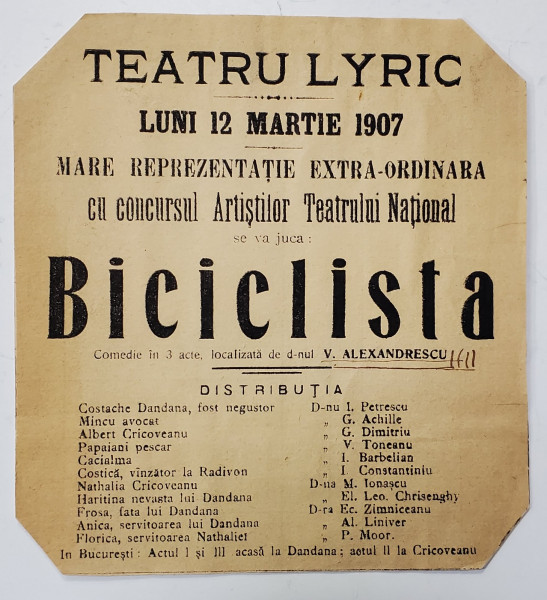 TEATRU LYRIC
LUNI 12 MARTIE 1907
MARE REPREZENTAȚIE EXTRA-ORDINARA
cu concursul Artiștilor Teatrului Național
se va juca :
Biciclista
Comedie în 3 acte, localizată de d-nul V. ALEXANDRESCU
DISTRIBUȚIA
Costache Dandana, fost negustor D-nu I. Petrescu
Mincu avocat „ G. Achille
Albert Cricoveanu „ G. Dimitriu
Papaiani pescar „ V. Toneanu
Cacialma „ I. Barbelian
Costică, vînzător la Radivon „ I. Constantiniu
Nathalia Cricoveanu D-na M. Ionașcu
Haritina nevasta lui Dandana „ El. Leo. Chrisenghy
Frosa, fata lui Dandana D-ra Ec. Zimniceanu
Anica, servitoarea lui Dandana „ Al. Liniver
Florica, servitoarea Nathaliei „ P. Moor.
In București : Actul I și III acasă la Dandana ; actul II la Cricoveanu